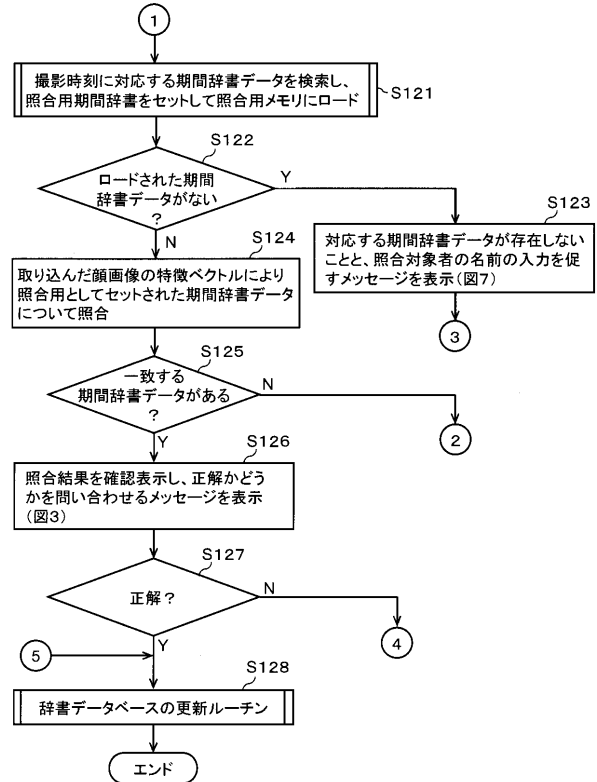 1
撮影時刻に対応する期間辞書データを検索し、
照合用期間辞書をセットして照合用メモリにロード
S121
S122
ロードされた期間
辞書データがない
?
Y
N
S123
対応する期間辞書データが存在しない
ことと、照合対象者の名前の入力を促
すメッセージを表示(図7)
3
S124
取り込んだ顔画像の特徴ベクトルにより
照合用としてセットされた期間辞書データ
について照合
S125
一致する
期間辞書データがある
?
N
2
Y
S126
照合結果を確認表示し、正解かどう
かを問い合わせるメッセージを表示
(図3)
S127
正解?
N
4
Y
5
S128
辞書データベースの更新ルーチン
エンド